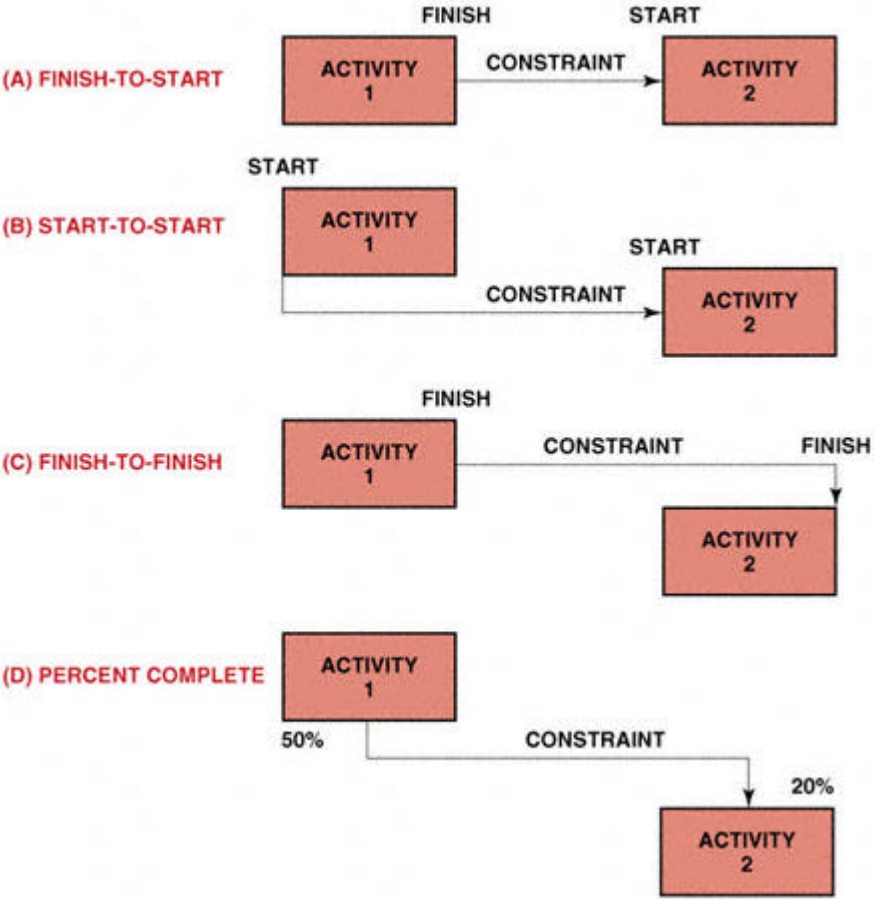 FINISH START
(A) FINISH-TO-START
ACTIVITY
1
CONSTRAINT
ACTIVITY
2
START
(B) START-TO-START
ACTIVITY
1
START
CONSTRAINT
ACTIVITY
2
FINISH
(C) FINISH-TO-FINISH
ACTIVITY
1
CONSTRAINT
FINISH
ACTIVITY
2
(D) PERCENT COMPLETE
ACTIVITY
1
50%
CONSTRAINT
20%
ACTIVITY
2